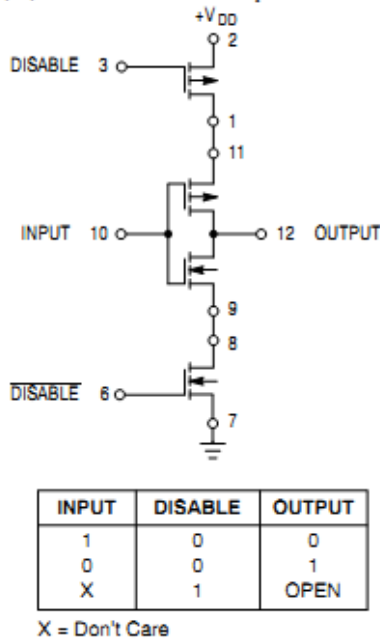 +VDD
2
DISABLE 3
1
11
INPUT 10
12 OUTPUT
9
8
DISABLE 6
7
INPUT DISABLE OUTPUT
1 0 0
0 0 1
X 1 OPEN
X = Don't Care